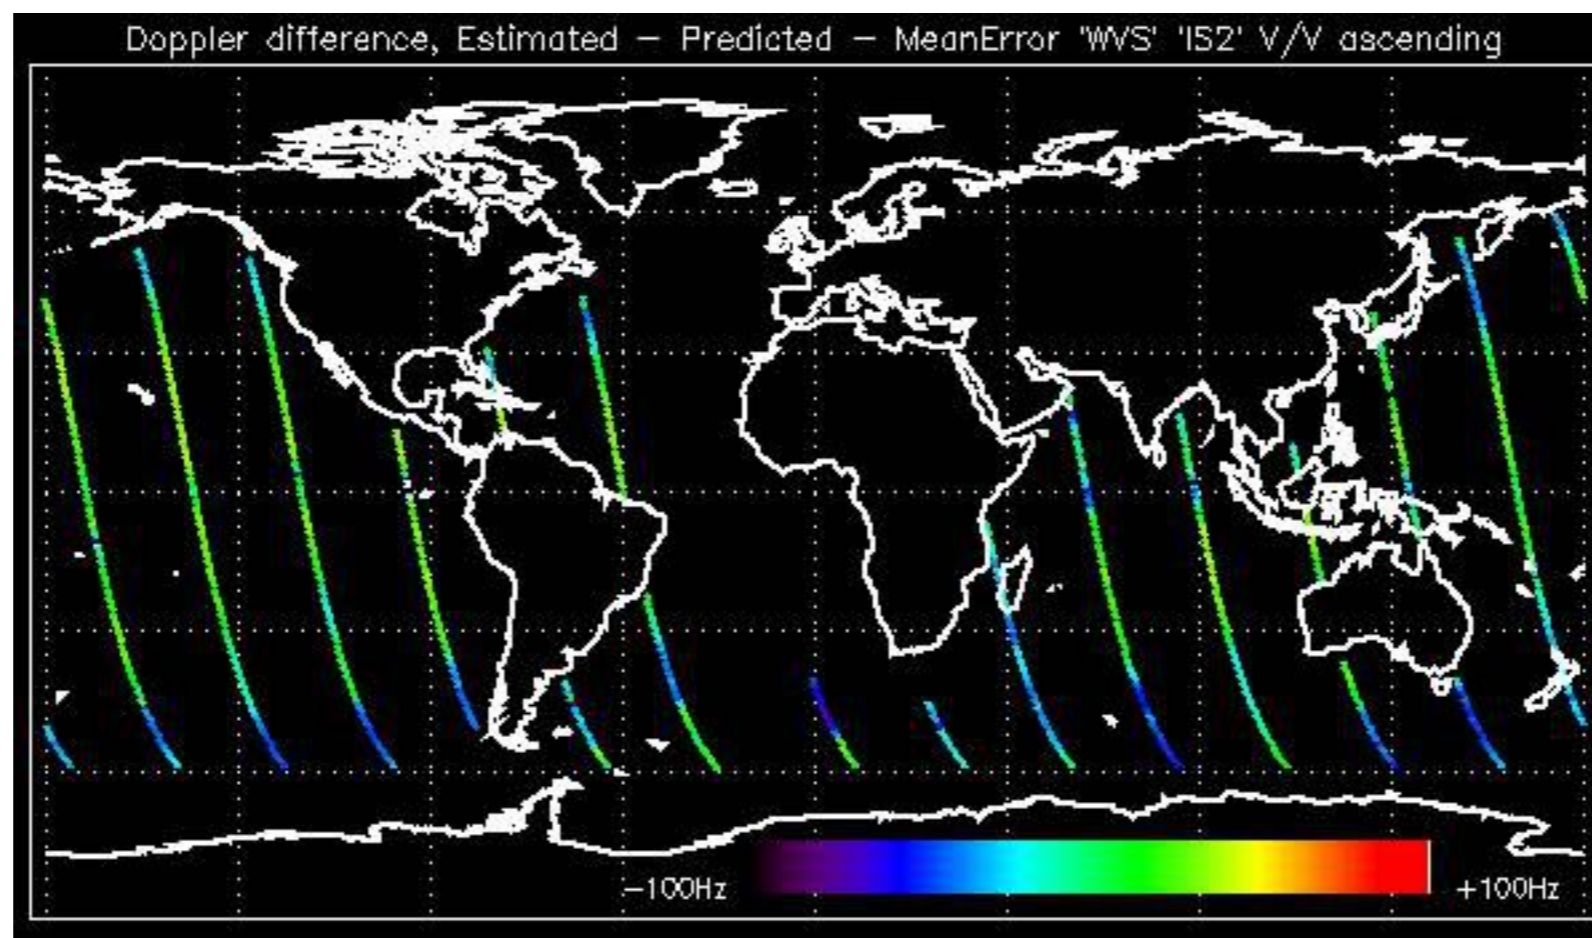 Doppler difference, Estimated – Predicted – MeanError 'WVS' 'IS2' V/V ascending
−100Hz +100Hz